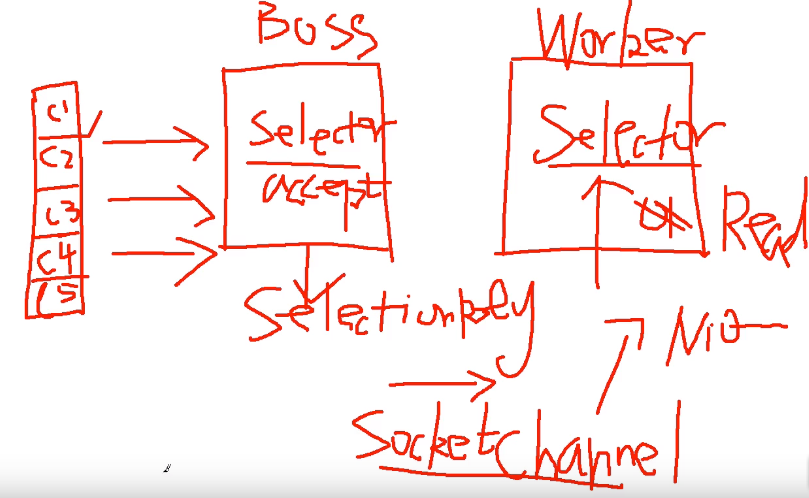 Boss
Worker
C1
C2
C3
C4
C5
Selector
accept
Selector
Read
SelectionKey
Nio
SocketChannel